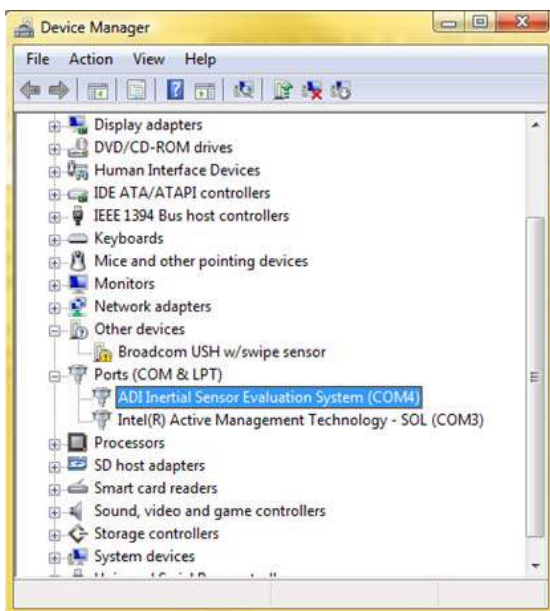 Device Manager
File Action View Help
Display adapters
DVD/CD-ROM drives
Human Interface Devices
IDE ATA/ATAPI controllers
IEEE 1394 Bus host controllers
Keyboards
Mice and other pointing devices
Monitors
Network adapters
Other devices
Broadcom USH w/swipe sensor
Ports (COM & LPT)
ADI Inertial Sensor Evaluation System (COM4)
Intel(R) Active Management Technology - SOL (COM3)
Processors
SD host adapters
Smart card readers
Sound, video and game controllers
Storage controllers
System devices